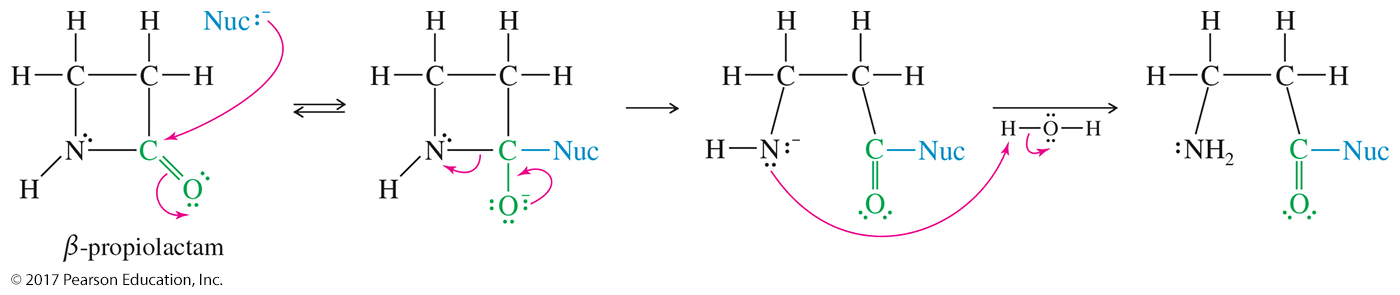 H H Nuc:⁻ H H H H H H
H—C—C—H H—C—C—H H—C—C—H H—C—C—H
H—O—H
N—C N—C—Nuc H—N:⁻ C—Nuc :NH₂ C—Nuc
H O H :O:⁻ O O
β-propiolactam
© 2017 Pearson Education, Inc.